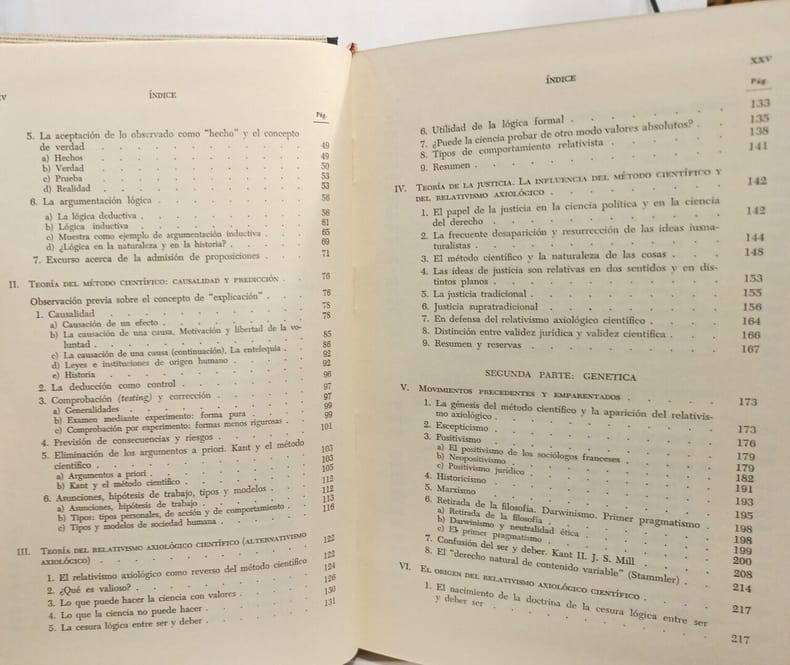 V
ÍNDICE
Pág.
5. La aceptación de lo observado como "hecho" y el concepto
de verdad . . . . . . . . . . 49
a) Hechos . . . . . . . . . . 49
b) Verdad . . . . . . . . . . 50
c) Prueba . . . . . . . . . . 53
d) Realidad . . . . . . . . . . 53
6. La argumentación lógica . . . . . . . . 56
a) La lógica deductiva . . . . . . . . 56
b) Lógica inductiva . . . . . . . . 61
c) Muestra como ejemplo de argumentación inductiva . . . 65
d) ¿Lógica en la naturaleza y en la historia? . . . . 69
7. Excurso acerca de la admisión de proposiciones . . . 71
II. Teoría del método científico: causalidad y predicción . 76
Observación previa sobre el concepto de "explicación" . . . 76
1. Causalidad . . . . . . . . . . 78
a) Causación de un efecto . . . . . . . . 78
b) La causación de una causa, Motivación y libertad de la vo-
luntad . . . . . . . . . . 85
c) La causación de una causa (continuación), La entelequia . . 86
d) Leyes e instituciones de origen humano . . . . . 92
e) Historia . . . . . . . . . . 92
2. La deducción como control . . . . . . . 96
3. Comprobación (testing) y corrección . . . . . 97
a) Generalidades . . . . . . . . . 97
b) Examen mediante experimento: forma pura . . . . 99
c) Comprobación por experimento: formas menos rigurosas . . 99
4. Previsión de consecuencias y riesgos . . . . . 101
5. Eliminación de los argumentos a priori. Kant y el método
científico . . . . . . . . . . 103
a) Argumentos a priori . . . . . . . . 103
b) Kant y el método científico . . . . . . . 105
6. Asunciones, hipótesis de trabajo, tipos y modelos . . . 112
a) Asunciones, hipótesis de trabajo . . . . . . 112
b) Tipos: tipos personales, de acción y de comportamiento . . 113
c) Tipos y modelos de sociedad humana . . . . . 116
III. Teoría del relativismo axiológico científico (alternativismo
axiológico) . . . . . . . . . . 122
1. El relativismo axiológico como reverso del método científico 122
2. ¿Qué es valioso? . . . . . . . . . 124
3. Lo que puede hacer la ciencia con valores . . . . 126
4. Lo que la ciencia no puede hacer . . . . . . 130
5. La cesura lógica entre ser y deber . . . . . . 131
ÍNDICE
XXV
Pág.
6. Utilidad de la lógica formal . . . . . . . 133
7. ¿Puede la ciencia probar de otro modo valores absolutos? . . 135
8. Tipos de comportamiento relativista . . . . . 138
9. Resumen . . . . . . . . . . 141
IV. Teoría de la justicia. La influencia del método científico y
del relativismo axiológico . . . . . . . 142
1. El papel de la justicia en la ciencia política y en la ciencia
del derecho . . . . . . . . . . 142
2. La frecuente desaparición y resurrección de las ideas iusna-
turalistas . . . . . . . . . . 144
3. El método científico y la naturaleza de las cosas . . . 148
4. Las ideas de justicia son relativas en dos sentidos y en dis-
tintos planos . . . . . . . . . 153
5. La justicia tradicional . . . . . . . . 155
6. Justicia supratradicional . . . . . . . . 156
7. En defensa del relativismo axiológico científico . . . . 164
8. Distinción entre validez jurídica y validez científica . . . 166
9. Resumen y reservas . . . . . . . . 167
SEGUNDA PARTE: GENETICA
V. Movimientos precedentes y emparentados . . . . . 173
1. La génesis del método científico y la aparición del relativis-
mo axiológico . . . . . . . . . 173
2. Escepticismo . . . . . . . . . . 176
3. Positivismo . . . . . . . . . . 179
a) El positivismo de los sociólogos franceses . . . . 179
b) Neopositivismo . . . . . . . . . 182
c) Positivismo jurídico . . . . . . . . 191
4. Historicismo . . . . . . . . . . 193
5. Marxismo . . . . . . . . . . 195
6. Retirada de la filosofía. Darwinismo. Primer pragmatismo . 198
a) Retirada de la filosofía . . . . . . . . 198
b) Darwinismo y neutralidad ética . . . . . . 199
c) El primer pragmatismo . . . . . . . . 200
7. Confusión del ser y deber. Kant II. J. S. Mill . . . . 208
8. El "derecho natural de contenido variable" (Stammler) . . 214
VI. El origen del relativismo axiológico científico . . . . 217
1. El nacimiento de la doctrina de la cesura lógica entre ser
y deber ser . . . . . . . . . 217